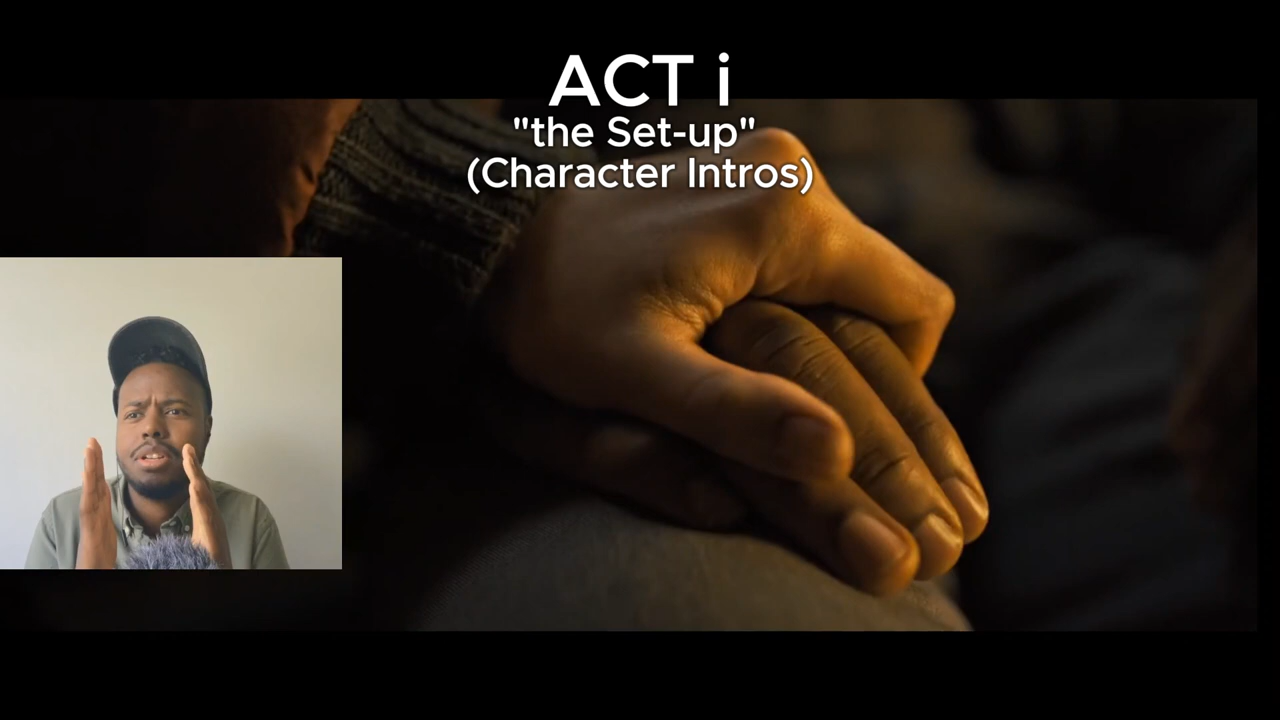 ACT i
"the Set-up"
(Character Intros)